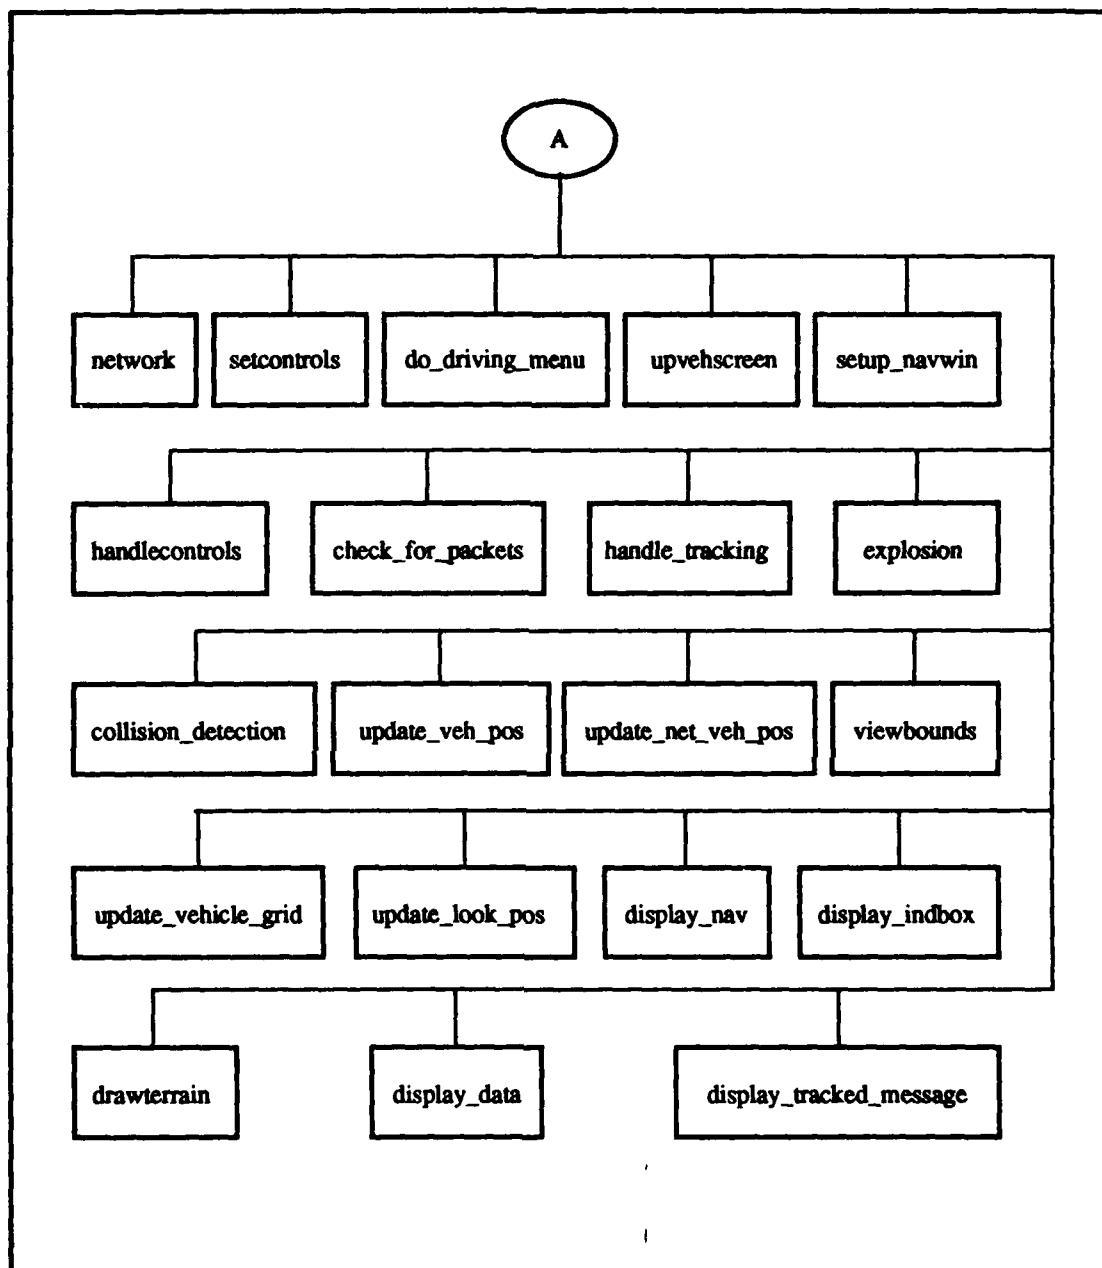 A
network setcontrols do_driving_menu upvehscreen setup_navwin
handlecontrols check_for_packets handle_tracking explosion
collision_detection update_veh_pos update_net_veh_pos viewbounds
update_vehicle_grid update_look_pos display_nav display_indbox
drawterrain display_data display_tracked_message